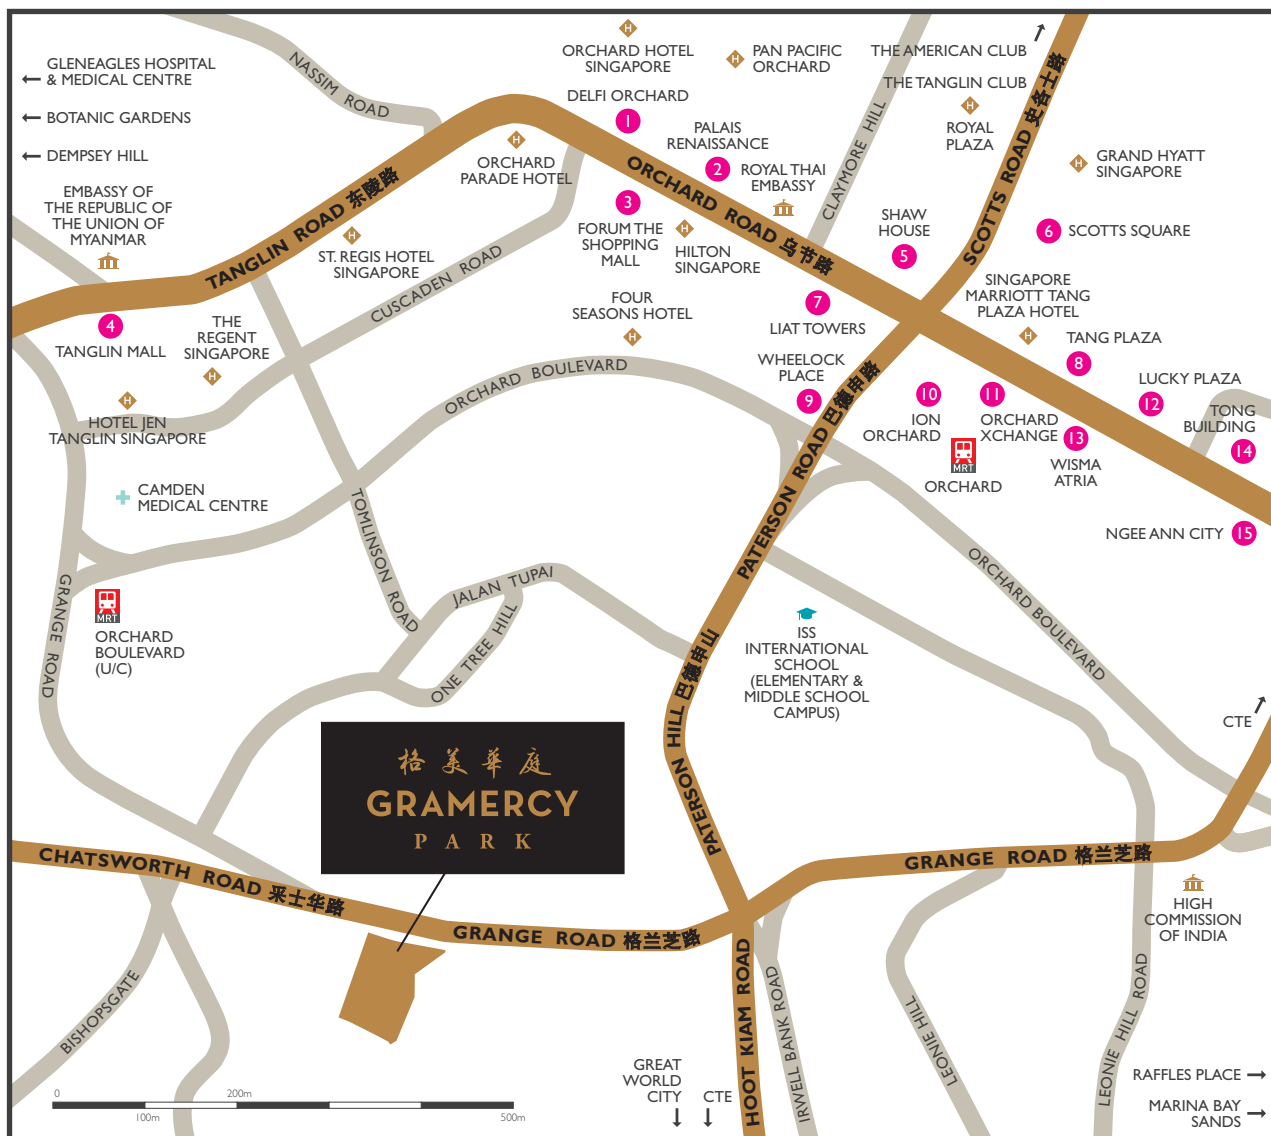 GLENEAGLES HOSPITAL
& MEDICAL CENTRE
BOTANIC GARDENS
DEMPSEY HILL
NASSIM ROAD
H
ORCHARD HOTEL
SINGAPORE
H
PAN PACIFIC
ORCHARD
THE AMERICAN CLUB
THE TANGLIN CLUB
H
ROYAL
PLAZA
SCOTTS ROAD 史各士路
H
GRAND HYATT
SINGAPORE
CLAYMORE HILL
DELFI ORCHARD
1
PALAIS
RENAISSANCE
2
ROYAL THAI
EMBASSY
H
ORCHARD
PARADE HOTEL
ORCHARD ROAD 乌节路
TANGLIN ROAD 东陵路
EMBASSY OF
THE REPUBLIC OF
THE UNION OF
MYANMAR
3
FORUM THE
SHOPPING
MALL
H
HILTON
SINGAPORE
SHAW
HOUSE
5
6
SCOTTS SQUARE
H
ST. REGIS HOTEL
SINGAPORE
CUSCADEN ROAD
FOUR
SEASONS HOTEL
H
7
LIAT TOWERS
SINGAPORE
MARRIOTT TANG
PLAZA HOTEL
H
4
TANGLIN MALL
THE
REGENT
SINGAPORE
H
TANG PLAZA
8
WHEELOCK
PLACE
9
ORCHARD BOULEVARD
10
ION
ORCHARD
11
ORCHARD
XCHANGE
LUCKY PLAZA
12
TONG
BUILDING
14
13
WISMA
ATRIA
H
HOTEL JEN
TANGLIN SINGAPORE
MRT
ORCHARD
CAMDEN
MEDICAL CENTRE
NGEE ANN CITY
15
TOMLINSON ROAD
PATERSON ROAD 巴德申路
ORCHARD BOULEVARD
JALAN TUPAI
ONE TREE HILL
GRANGE ROAD
MRT
ORCHARD
BOULEVARD
(U/C)
ISS
INTERNATIONAL
SCHOOL
(ELEMENTARY &
MIDDLE SCHOOL
CAMPUS)
PATERSON HILL 巴德申山
CTE
格美華庭
GRAMERCY
PARK
CHATSWORTH ROAD 采士华路
GRANGE ROAD 格兰芝路
GRANGE ROAD 格兰芝路
HIGH
COMMISSION
OF INDIA
BISHOPSGATE
HOOT KIAM ROAD
IRWELL BANK ROAD
LEONIE HILL
LEONIE HILL ROAD
GREAT
WORLD
CITY
CTE
RAFFLES PLACE
MARINA BAY
SANDS
0
200m
100m
500m